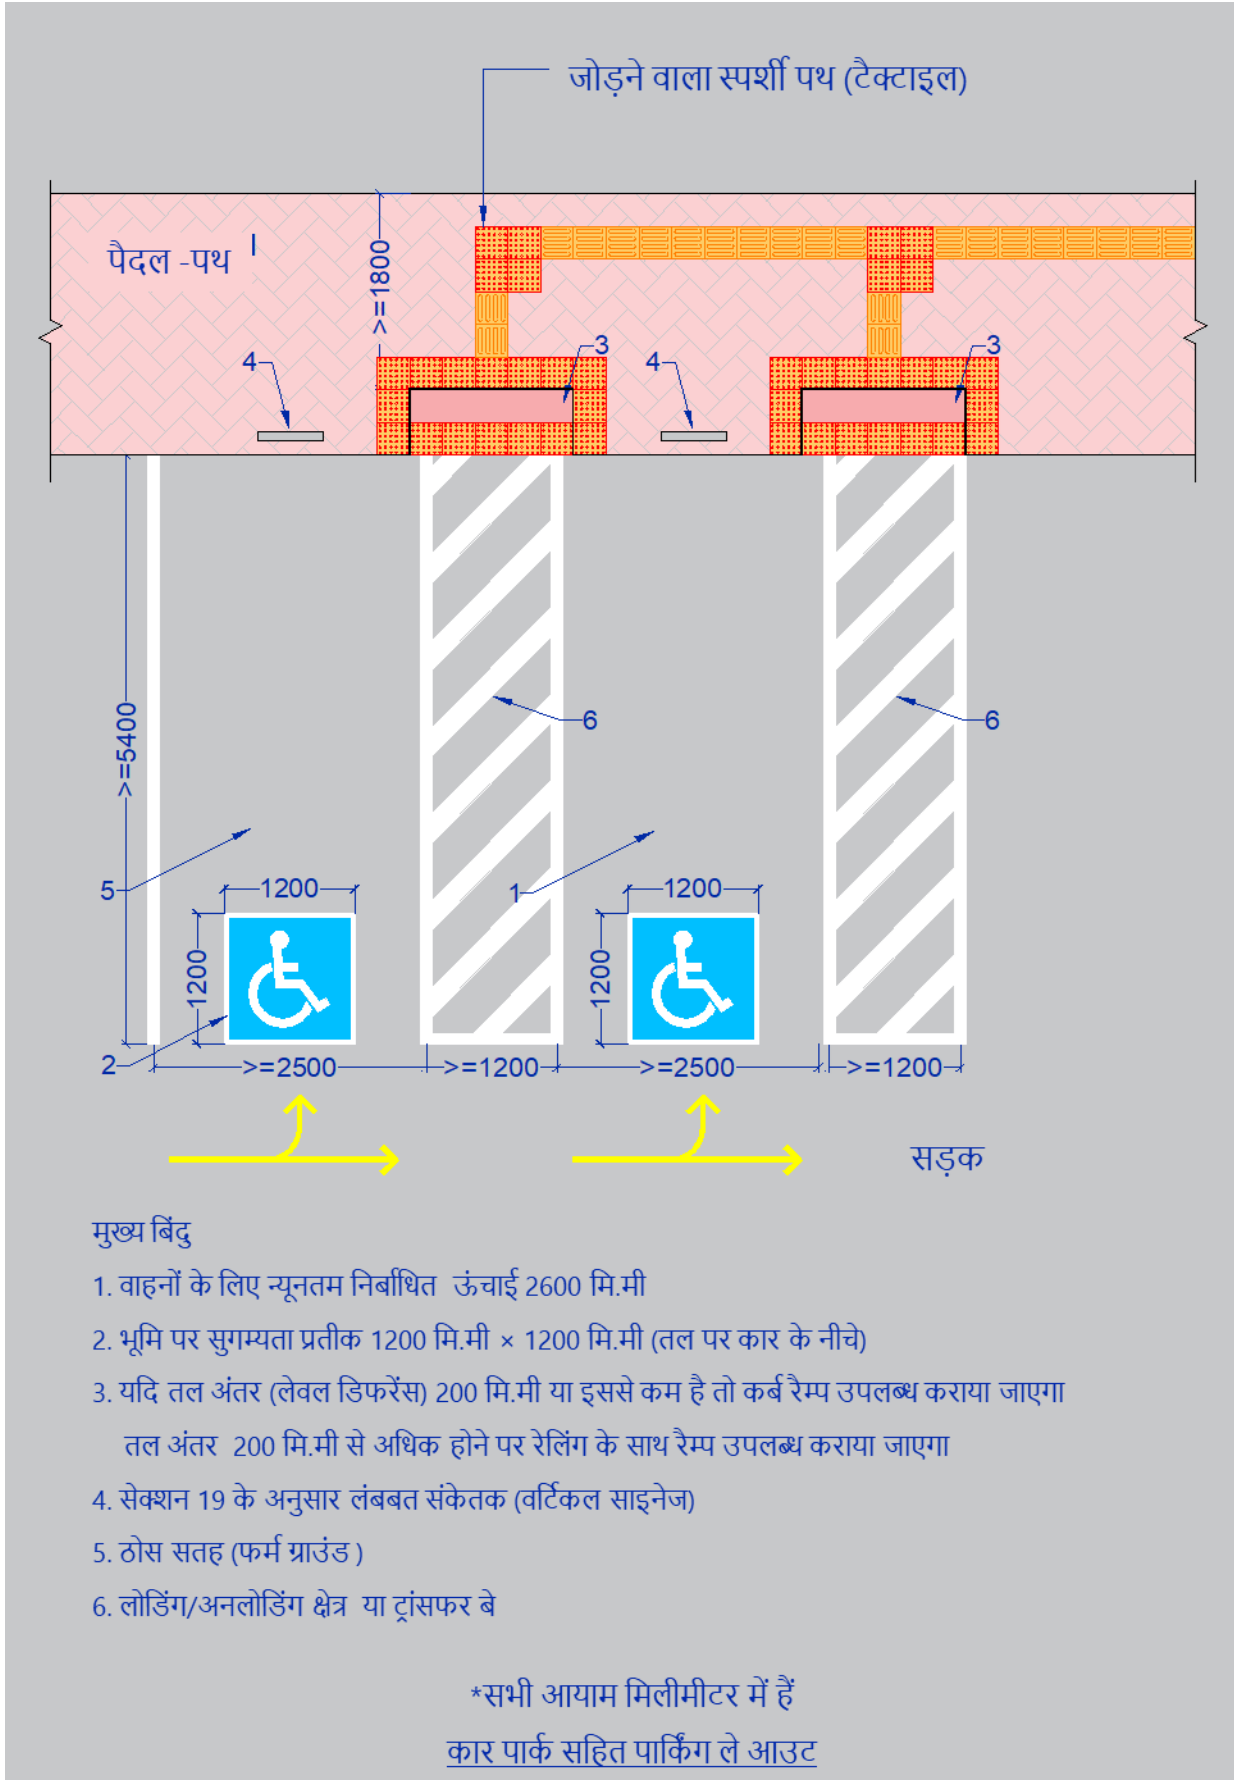 जोड़ने वाला स्पर्शी पथ (टैक्टाइल)
पैदल -पथ
>=1800
4
3
4
3
>=5400
6
6
5
1200
1
1200
1200
1200
2
>=2500
>=1200
>=2500
>=1200
सड़क
मुख्य बिंदु
1. वाहनों के लिए न्यूनतम निर्बाधित ऊंचाई 2600 मि.मी
2. भूमि पर सुगम्यता प्रतीक 1200 मि.मी × 1200 मि.मी (तल पर कार के नीचे)
3. यदि तल अंतर (लेवल डिफरेंस) 200 मि.मी या इससे कम है तो कर्ब रैम्प उपलब्ध कराया जाएगा
तल अंतर 200 मि.मी से अधिक होने पर रेलिंग के साथ रैम्प उपलब्ध कराया जाएगा
4. सेक्शन 19 के अनुसार लंबबत संकेतक (वर्टिकल साइनेज)
5. ठोस सतह (फर्म ग्राउंड )
6. लोडिंग/अनलोडिंग क्षेत्र या ट्रांसफर बे
*सभी आयाम मिलीमीटर में हैं
कार पार्क सहित पार्किंग ले आउट